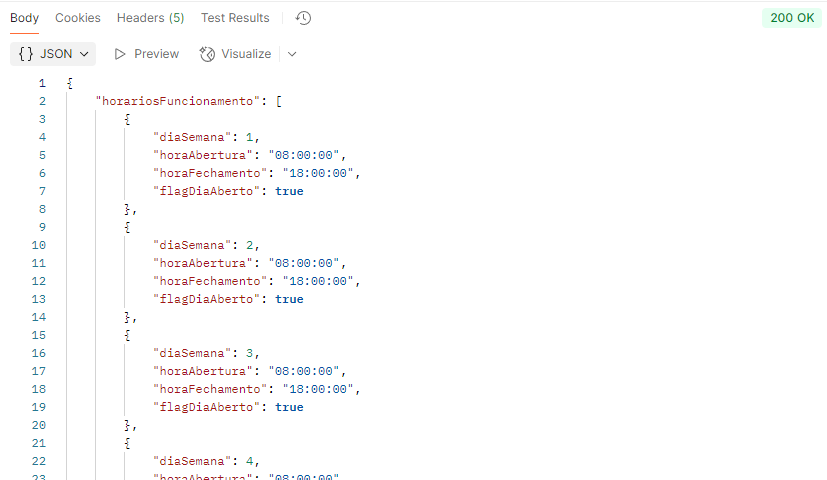 Body Cookies Headers (5) Test Results 200 OK
{} JSON Preview Visualize
1 {
2 "horariosFuncionamento": [
3 {
4 "diaSemana": 1,
5 "horaAbertura": "08:00:00",
6 "horaFechamento": "18:00:00",
7 "flagDiaAberto": true
8 },
9 {
10 "diaSemana": 2,
11 "horaAbertura": "08:00:00",
12 "horaFechamento": "18:00:00",
13 "flagDiaAberto": true
14 },
15 {
16 "diaSemana": 3,
17 "horaAbertura": "08:00:00",
18 "horaFechamento": "18:00:00",
19 "flagDiaAberto": true
20 },
21 {
22 "diaSemana": 4,
23 "horaAbertura": "08:00:00"